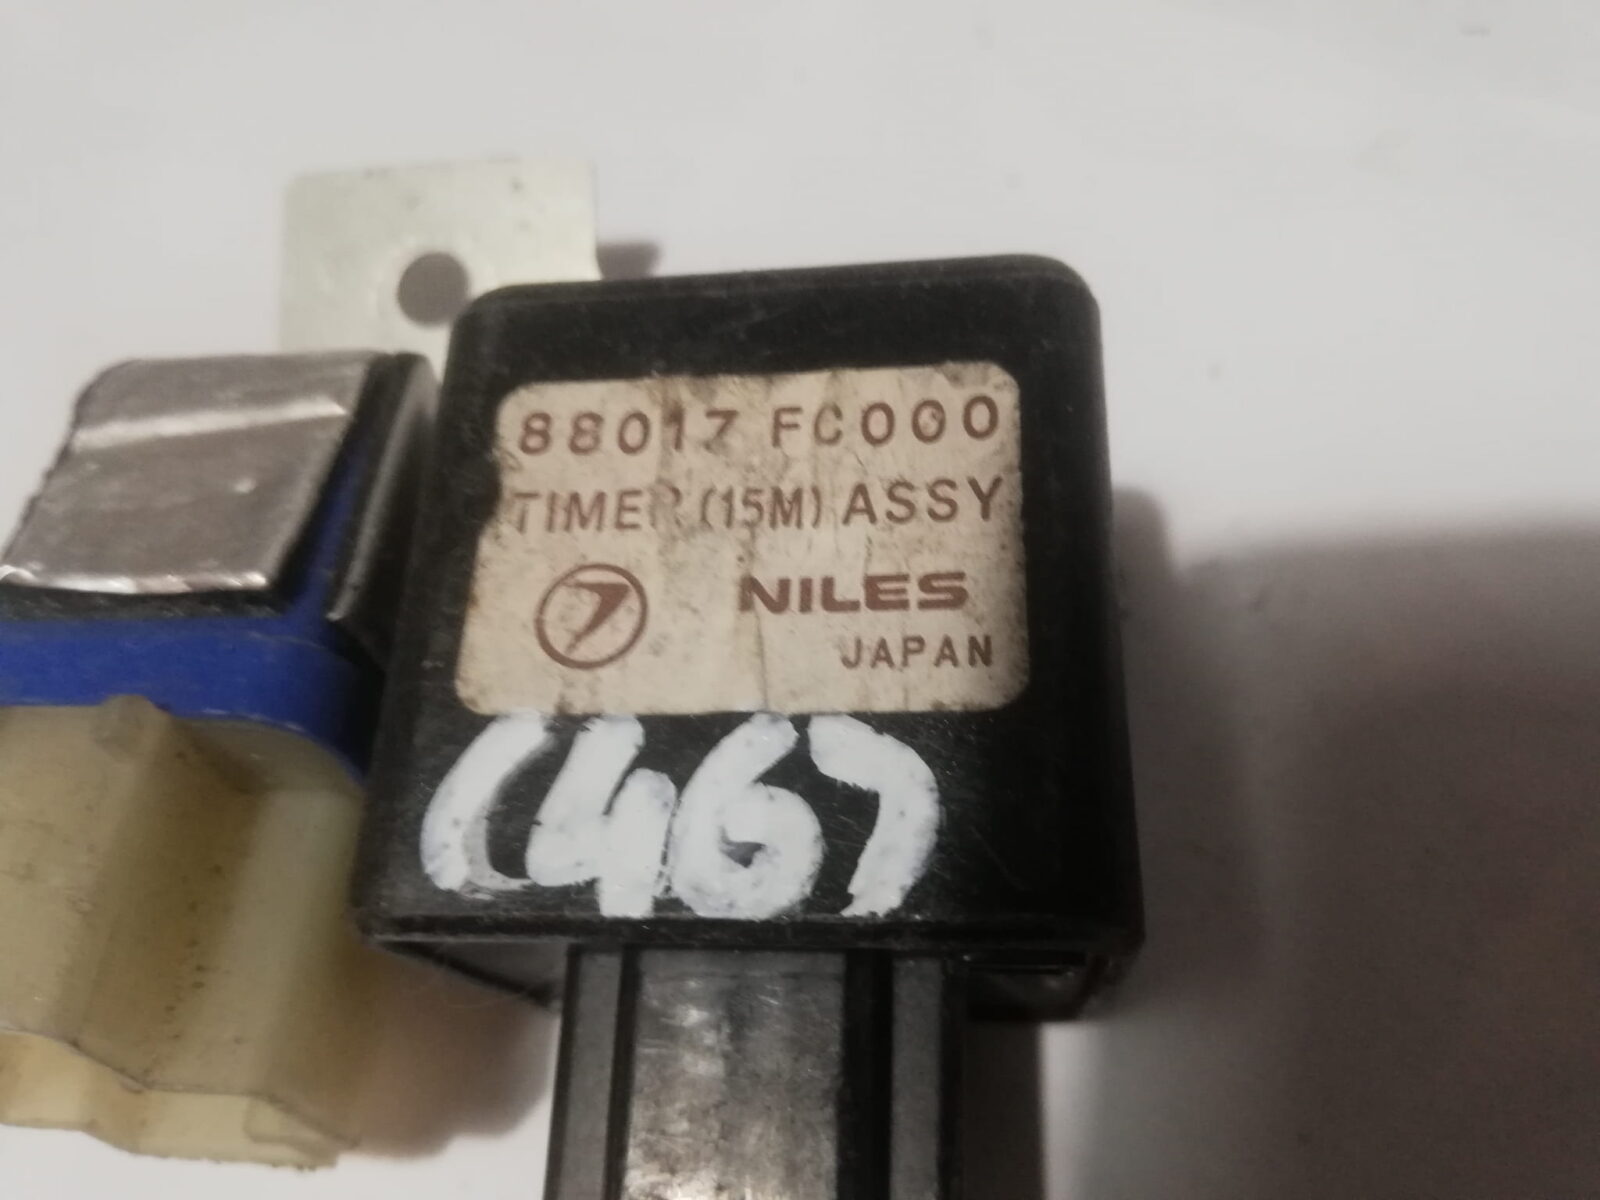 88017 FC000
TIMER (15M) ASSY
NILES
JAPAN
(46)